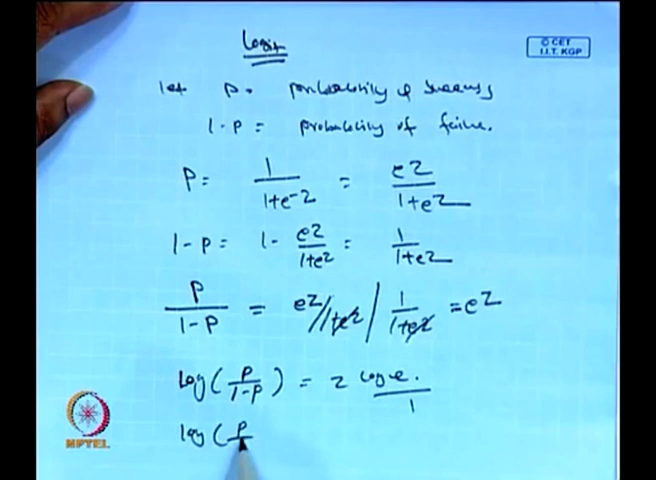 Logit
© CET
I.I.T. KGP
let P = probability of success
1-P = probability of failure.
P = 1/(1+e^-z) = e^z/(1+e^z)
1-P = 1 - e^z/(1+e^z) = 1/(1+e^z)
P/(1-P) = e^z/(1+e^z) / 1/(1+e^z) = e^z
log(P/(1-P)) = z log e. / 1
log(P
NPTEL